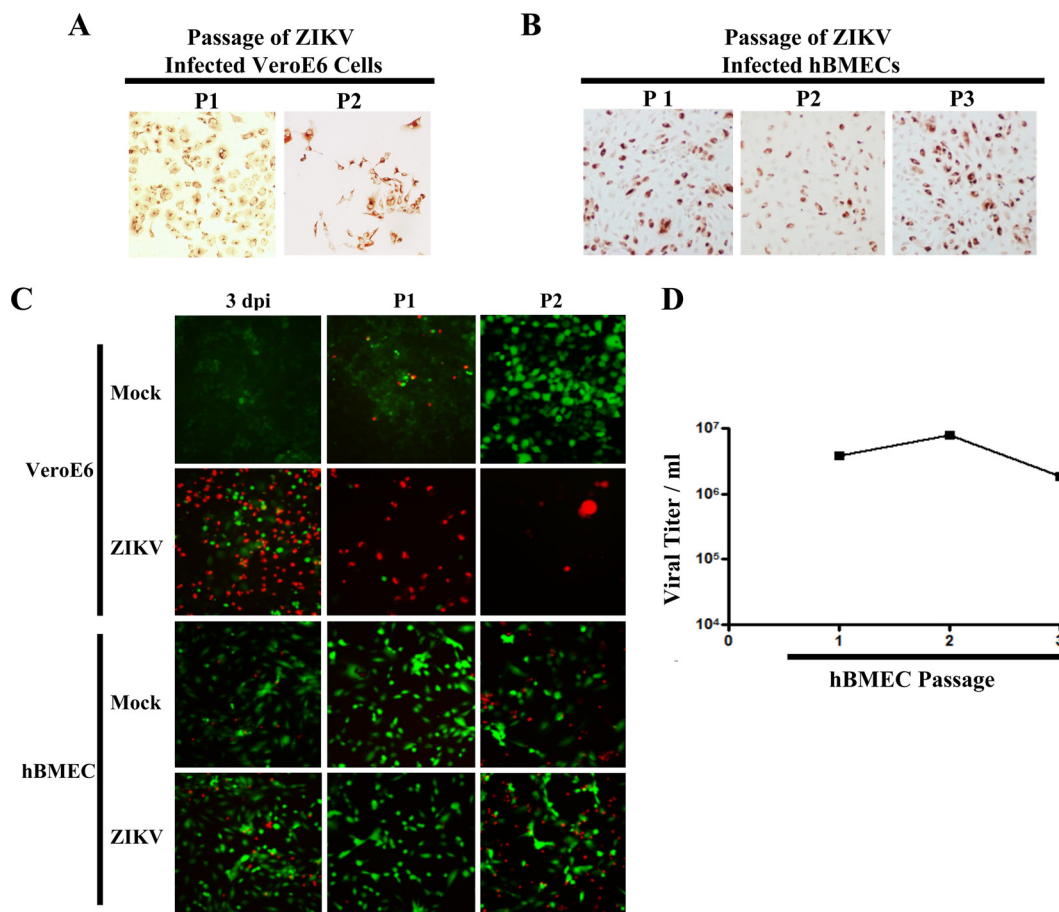 A
Passage of ZIKV
Infected VeroE6 Cells
P1 P2
B
Passage of ZIKV
Infected hBMECs
P 1 P2 P3
C
3 dpi P1 P2
VeroE6
Mock
ZIKV
hBMEC
Mock
ZIKV
D
Viral Titer / ml
10⁷
10⁶
10⁵
10⁴
0 1 2 3
hBMEC Passage